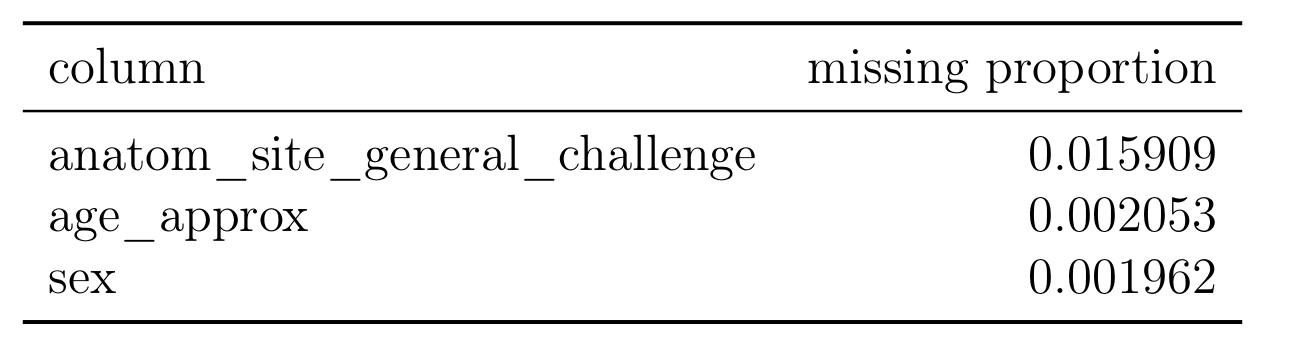 column missing proportion
anatom_site_general_challenge 0.015909
age_approx 0.002053
sex 0.001962